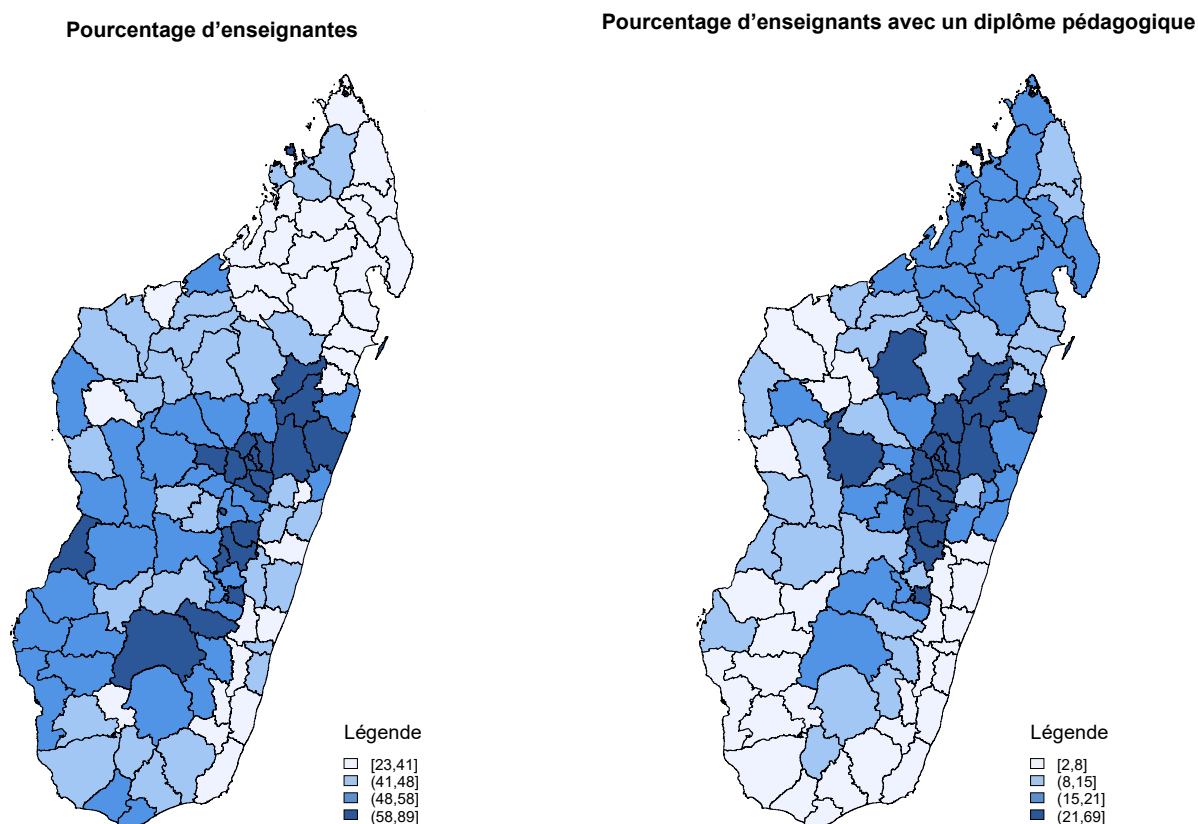 Pourcentage d’enseignantes
Pourcentage d’enseignants avec un diplôme pédagogique
Légende
[23,41]
(41,48]
(48,58]
(58,89]
Légende
[2,8]
(8,15]
(15,21]
(21,69]